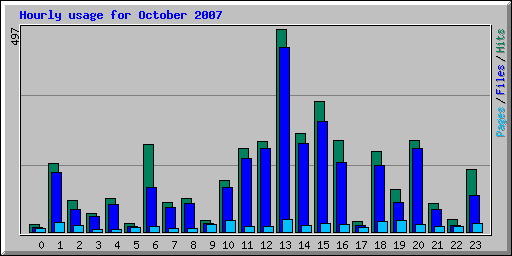 Hourly usage for October 2007
497
Pages / Files / Hits
0 1 2 3 4 5 6 7 8 9 10 11 12 13 14 15 16 17 18 19 20 21 22 23